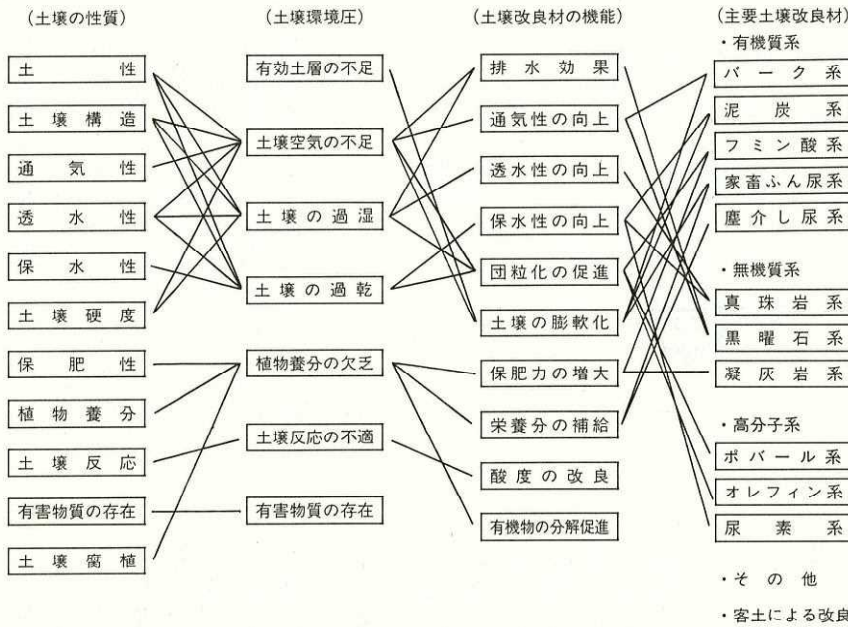 （土壌の性質）
土性
土壌構造
通気性
透水性
保水性
土壌硬度
保肥性
植物養分
土壌反応
有害物質の存在
土壌腐植
（土壌環境圧）
有効土層の不足
土壌空気の不足
土壌の過湿
土壌の過乾
植物養分の欠乏
土壌反応の不適
有害物質の存在
（土壌改良材の機能）
排水効果
通気性の向上
透水性の向上
保水性の向上
団粒化の促進
土壌の膨軟化
保肥力の増大
栄養分の補給
酸度の改良
有機物の分解促進
（主要土壌改良材）
・有機質系
バーク系
泥炭系
フミン酸系
家畜ふん尿系
塵介し尿系
・無機質系
真珠岩系
黒曜石系
凝灰岩系
・高分子系
ポバール系
オレフィン系
尿素系
・その他
・客土による改良